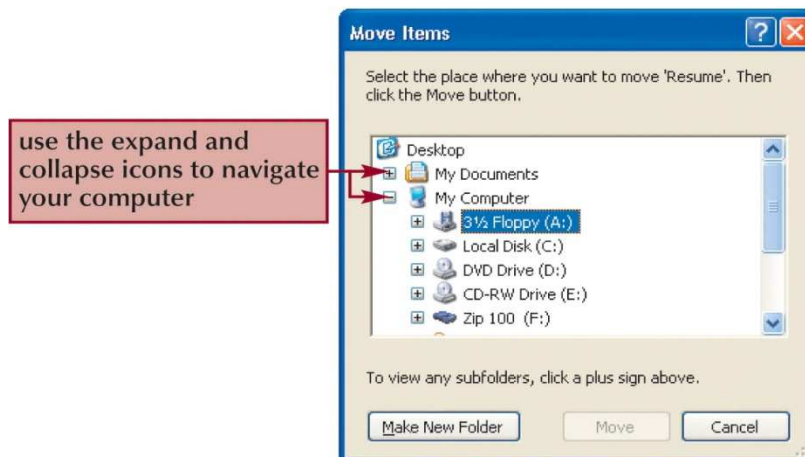 Move Items
Select the place where you want to move 'Resume'. Then
click the Move button.
use the expand and
collapse icons to navigate
your computer
Desktop
My Documents
My Computer
3½ Floppy (A:)
Local Disk (C:)
DVD Drive (D:)
CD-RW Drive (E:)
Zip 100 (F:)
To view any subfolders, click a plus sign above.
Make New Folder
Move
Cancel